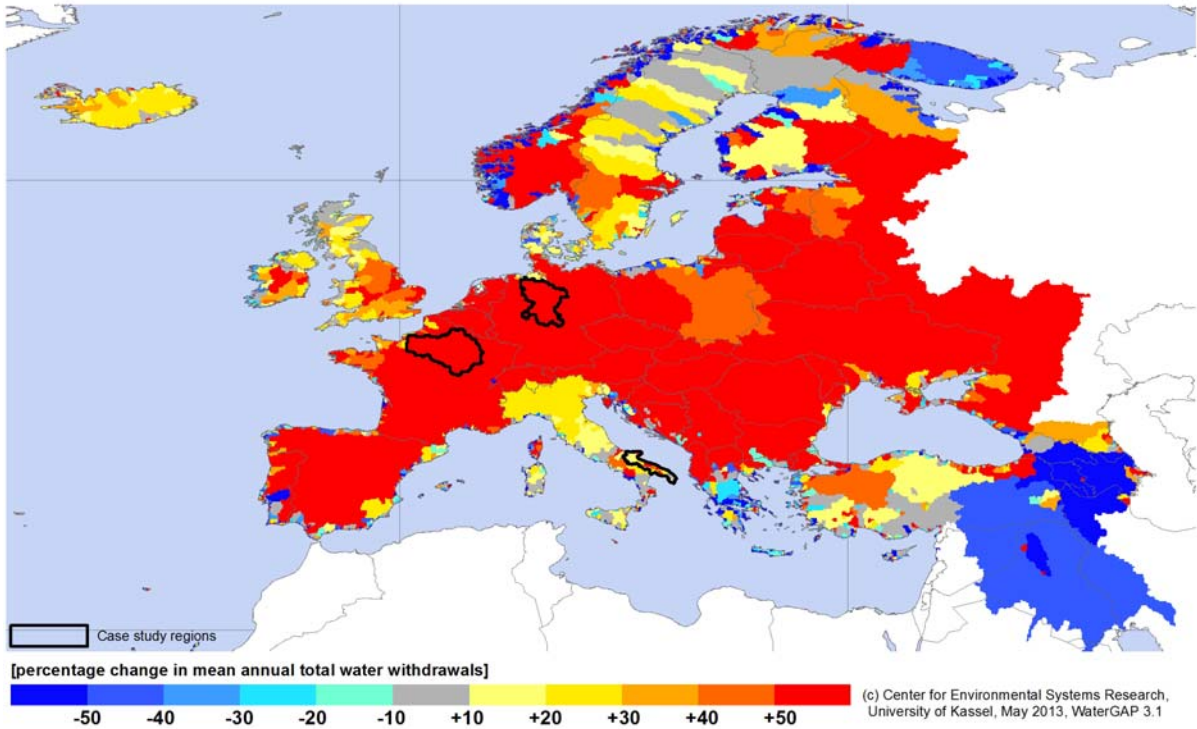 Case study regions
[percentage change in mean annual total water withdrawals]
-50 -40 -30 -20 -10 +10 +20 +30 +40 +50
(c) Center for Environmental Systems Research,
University of Kassel, May 2013, WaterGAP 3.1